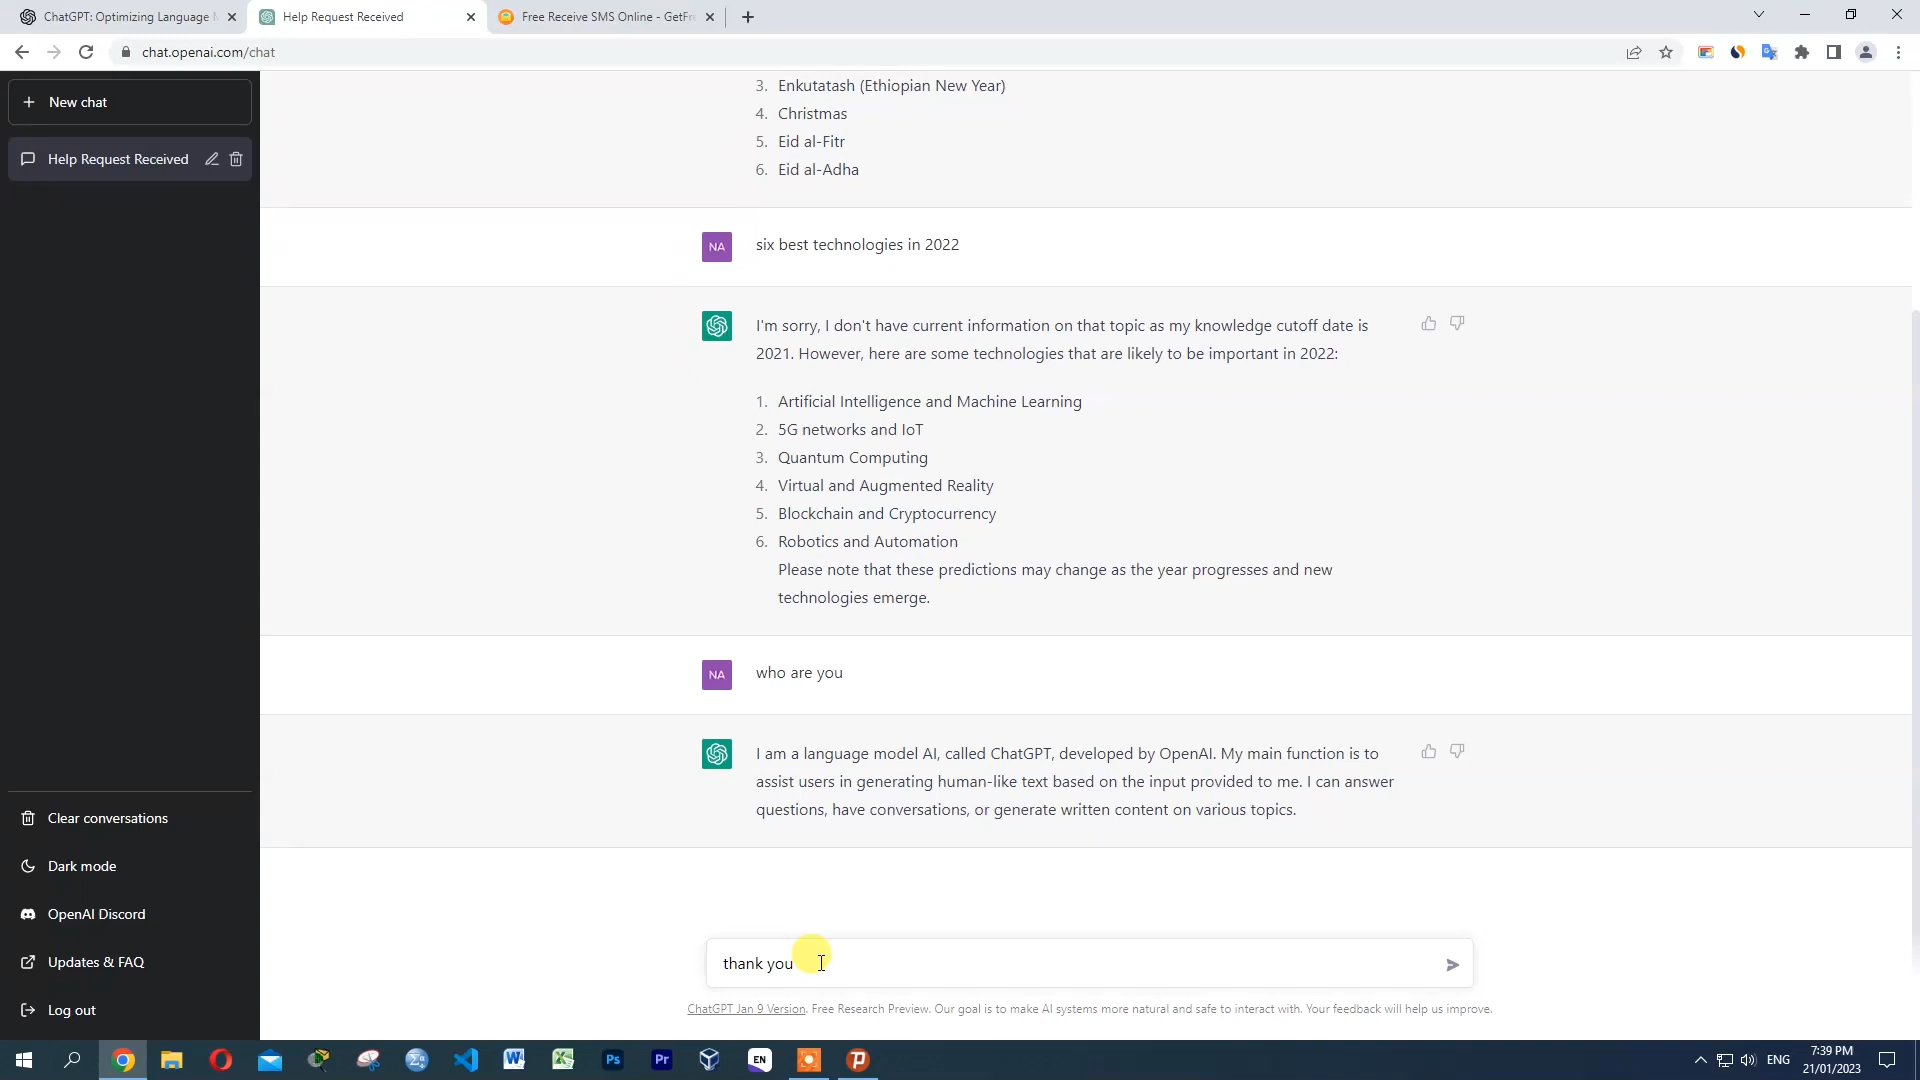 ChatGPT: Optimizing Language M
Help Request Received
Free Receive SMS Online - GetFre
chat.openai.com/chat
New chat
Help Request Received
3. Enkutatash (Ethiopian New Year)
4. Christmas
5. Eid al-Fitr
6. Eid al-Adha
NA
six best technologies in 2022
I'm sorry, I don't have current information on that topic as my knowledge cutoff date is
2021. However, here are some technologies that are likely to be important in 2022:
1. Artificial Intelligence and Machine Learning
2. 5G networks and IoT
3. Quantum Computing
4. Virtual and Augmented Reality
5. Blockchain and Cryptocurrency
6. Robotics and Automation
Please note that these predictions may change as the year progresses and new
technologies emerge.
NA
who are you
I am a language model AI, called ChatGPT, developed by OpenAI. My main function is to
assist users in generating human-like text based on the input provided to me. I can answer
questions, have conversations, or generate written content on various topics.
Clear conversations
Dark mode
OpenAI Discord
Updates & FAQ
Log out
thank you
ChatGPT Jan 9 Version. Free Research Preview. Our goal is to make AI systems more natural and safe to interact with. Your feedback will help us improve.
Ps
Pr
EN
ENG
7:39 PM
21/01/2023